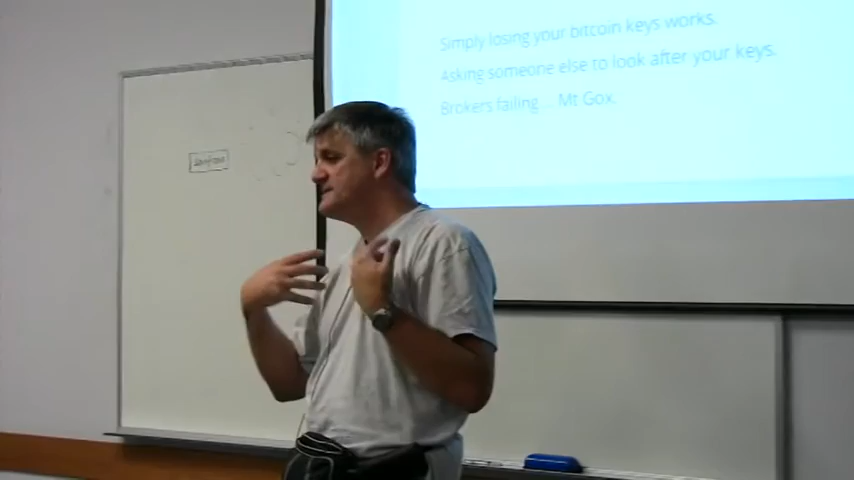 Simply losing your bitcoin keys works.
Asking someone else to look after your keys.
Brokers failing... Mt Gox.